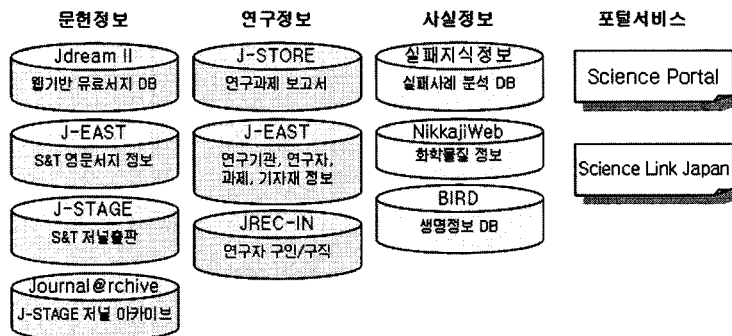 문헌정보
Jdream II
웹기반 유료서지 DB
J-EAST
S&T 영문서지 정보
J-STAGE
S&T 저널출판
Journal@rchive
J-STAGE 저널 아카이브
연구정보
J-STORE
연구과제 보고서
J-EAST
연구기관, 연구자,
과제, 기자재 정보
JREC-IN
연구자 구인/구직
사실정보
실패지식정보
실패사례 분석 DB
NikkajiWeb
화학물질 정보
BIRD
생명정보 DB
포털서비스
Science Portal
Science Link Japan